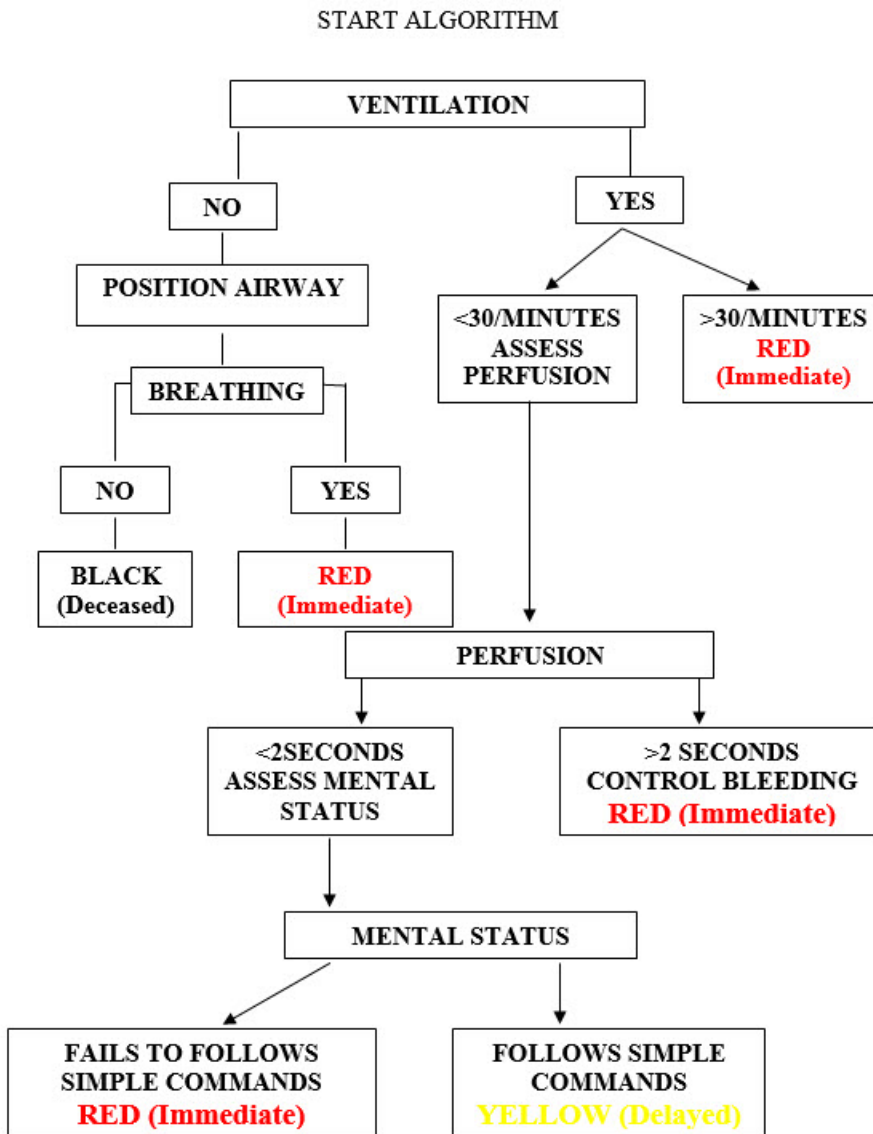 START ALGORITHM
VENTILATION
NO
YES
POSITION AIRWAY
<30/MINUTES
ASSESS
PERFUSION
>30/MINUTES
RED
(Immediate)
BREATHING
NO
YES
BLACK
(Deceased)
RED
(Immediate)
PERFUSION
<2SECONDS
ASSESS MENTAL
STATUS
>2 SECONDS
CONTROL BLEEDING
RED (Immediate)
MENTAL STATUS
FAILS TO FOLLOWS
SIMPLE COMMANDS
RED (Immediate)
FOLLOWS SIMPLE
COMMANDS
YELLOW (Delayed)